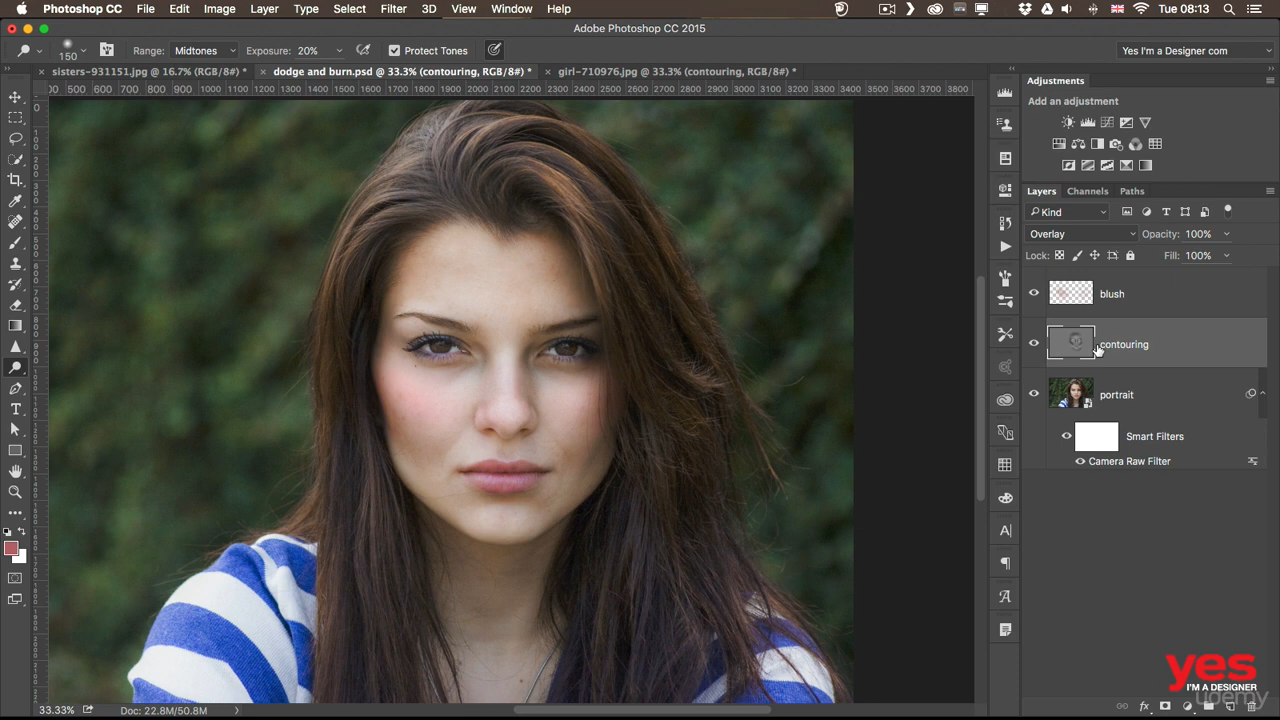 Photoshop CC File Edit Image Layer Type Select Filter 3D View Window Help Tue 08:13
Adobe Photoshop CC 2015
150 Range: Midtones Exposure: 20% Protect Tones Yes I'm a Designer com
sisters-931151.jpg @ 16.7% (RGB/8#) * dodge and burn.psd @ 33.3% (contouring, RGB/8#) * girl-710976.jpg @ 33.3% (contouring, RGB/8#) *
00 500 600 700 800 900 1000 1100 1200 1300 1400 1500 1600 1700 1800 1900 2000 2100 2200 2300 2400 2500 2600 2700 2800 2900 3000 3100 3200 3300 3400 3500 3600 3700 3800
Adjustments
Add an adjustment
Layers Channels Paths
Kind
Overlay Opacity: 100%
Lock: Fill: 100%
blush
contouring
portrait
Smart Filters
Camera Raw Filter
yes
I'M A DESIGNER
Udemy
33.33% Doc: 22.8M/50.8M